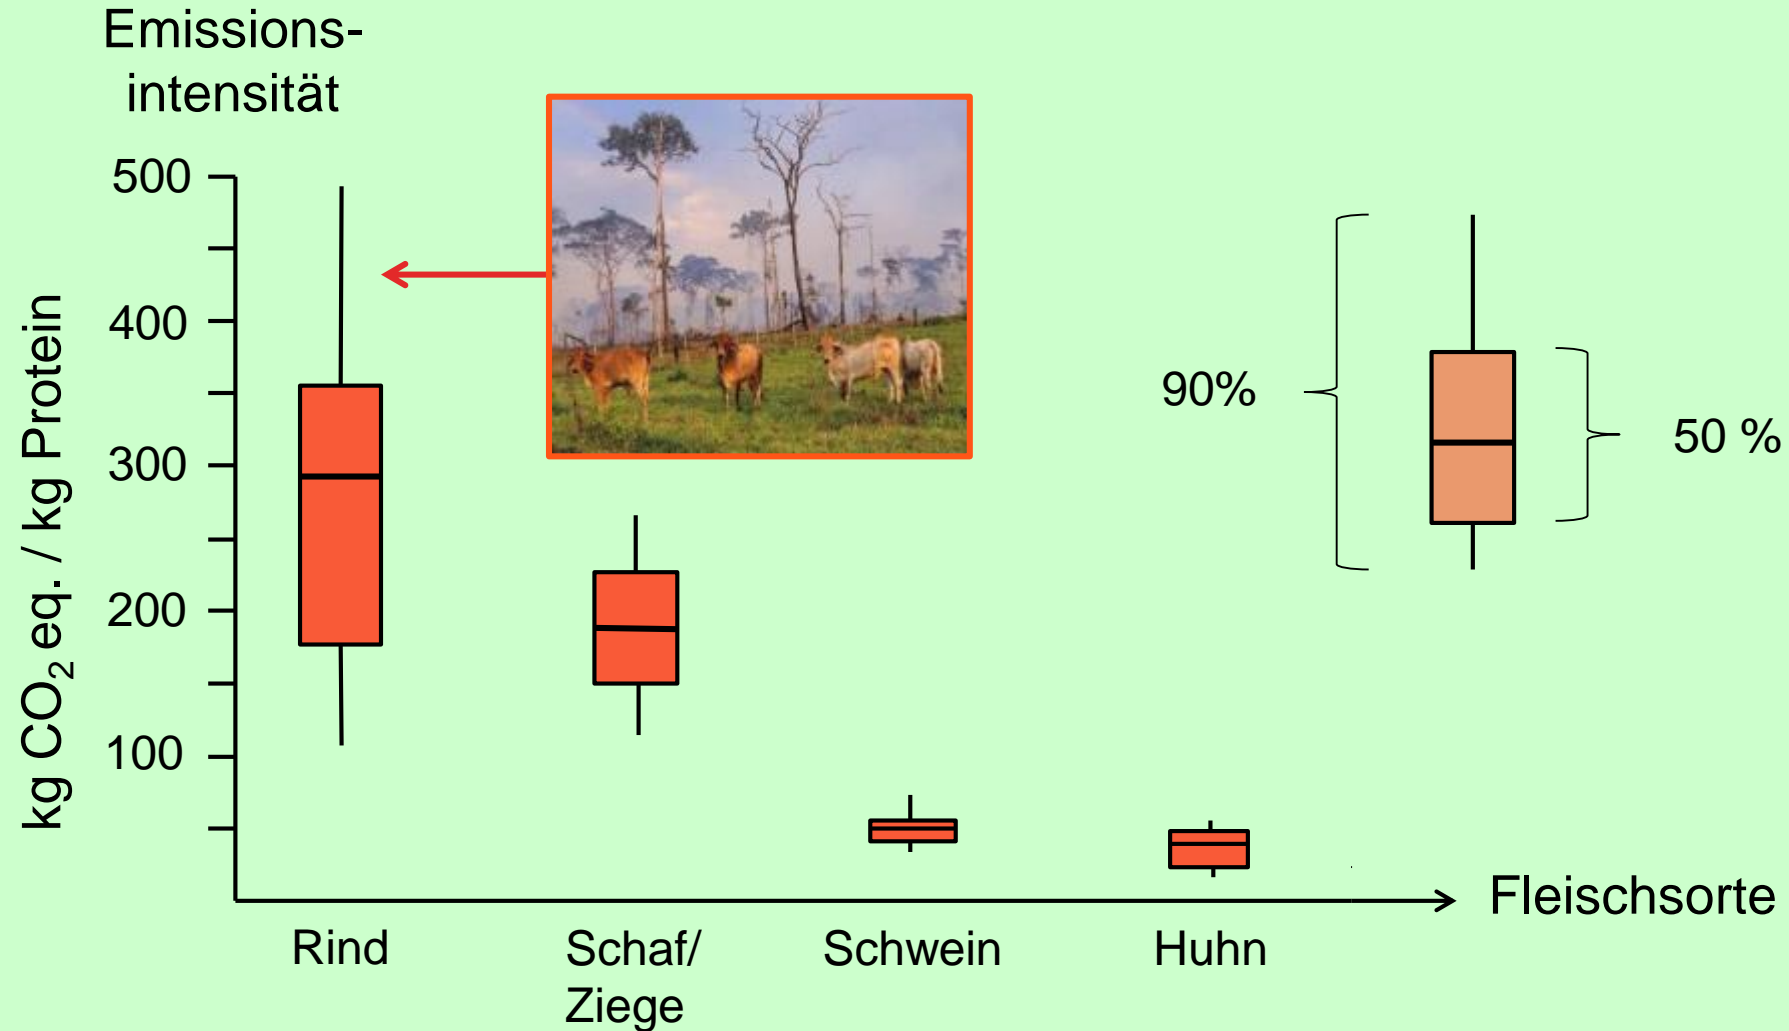 Emissions-
intensität
kg CO₂ eq. / kg Protein
500
400
300
200
100
90%
50 %
Rind
Schaf/
Ziege
Schwein
Huhn
Fleischsorte